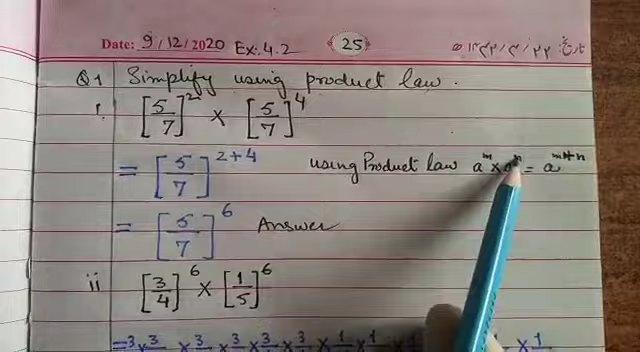 Date: 9/12/2020 Ex:4.2 25
Q1 Simplify using product law.
i. [5/7]^2 × [5/7]^4
= [5/7]^2+4 using Product law a^m × a^n = a^m+n
= [5/7]^6 Answer
ii [3/4]^6 × [1/5]^6